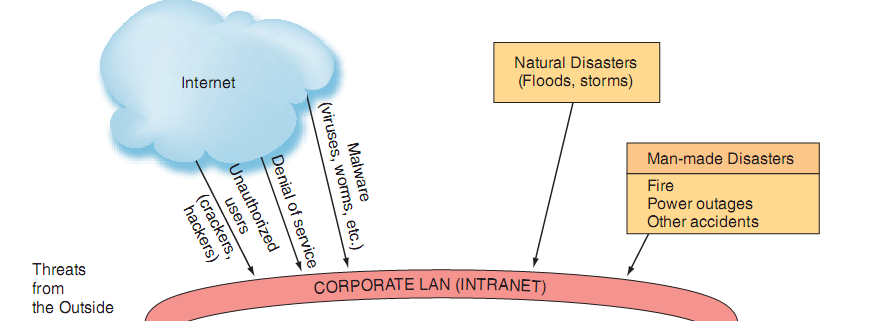 Internet
Natural Disasters
(Floods, storms)
Man-made Disasters
Fire
Power outages
Other accidents
Malware
(viruses, worms, etc.)
Denial of service
Unauthorized
users
(crackers,
hackers)
Threats
from
the Outside
CORPORATE LAN (INTRANET)